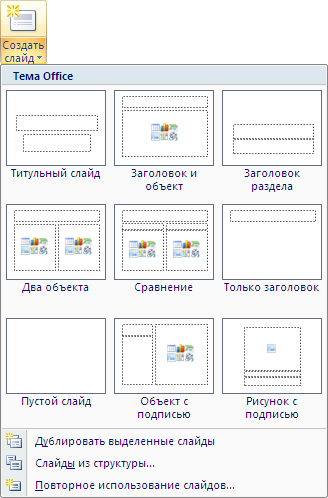 Создать
слайд
Тема Office
Титульный слайд
Заголовок и
объект
Заголовок
раздела
Два объекта
Сравнение
Только заголовок
Пустой слайд
Объект с
подписью
Рисунок с
подписью
Дублировать выделенные слайды
Слайды из структуры...
Повторное использование слайдов...